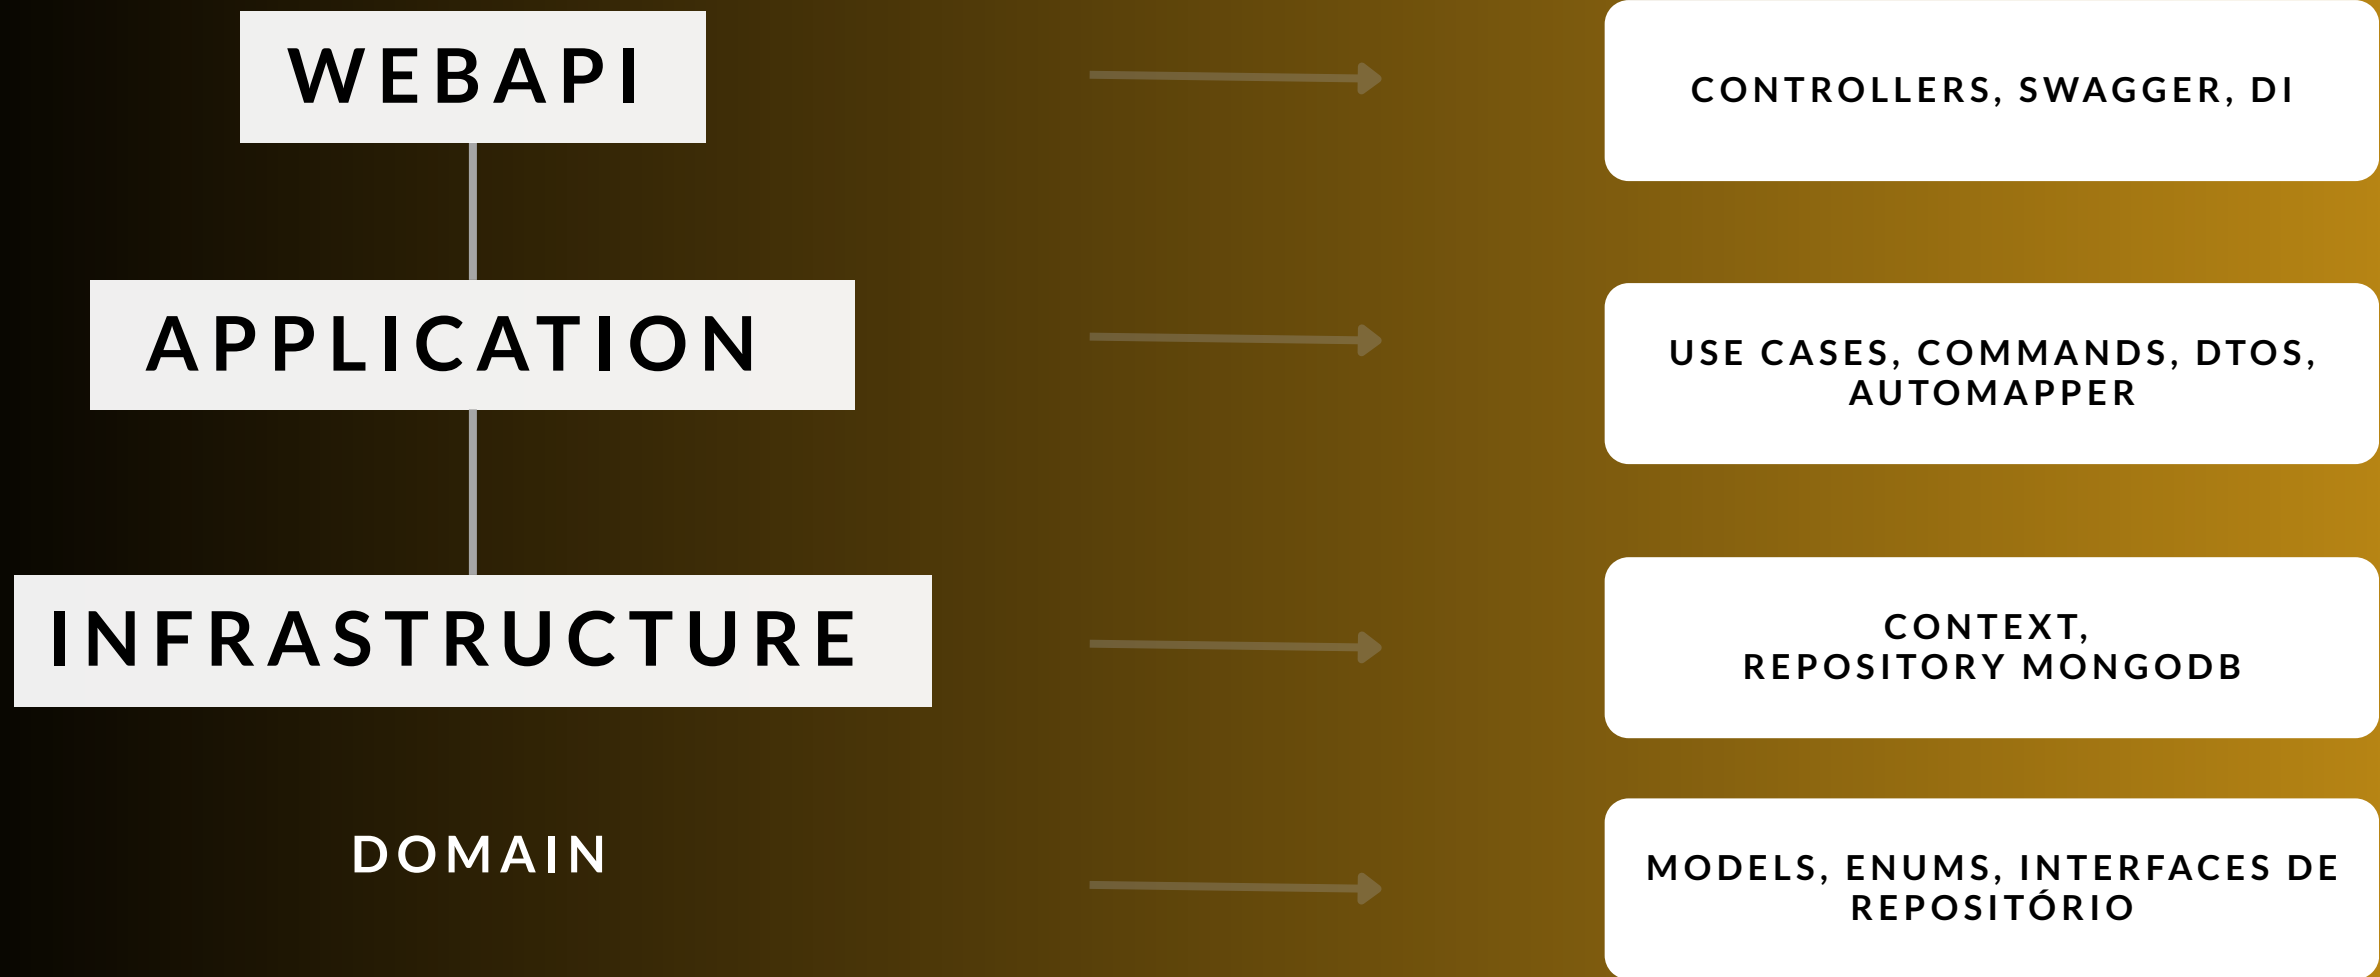 WEBAPI
CONTROLLERS, SWAGGER, DI
APPLICATION
USE CASES, COMMANDS, DTOS,
AUTOMAPPER
INFRASTRUCTURE
CONTEXT,
REPOSITORY MONGODB
DOMAIN
MODELS, ENUMS, INTERFACES DE
REPOSITÓRIO